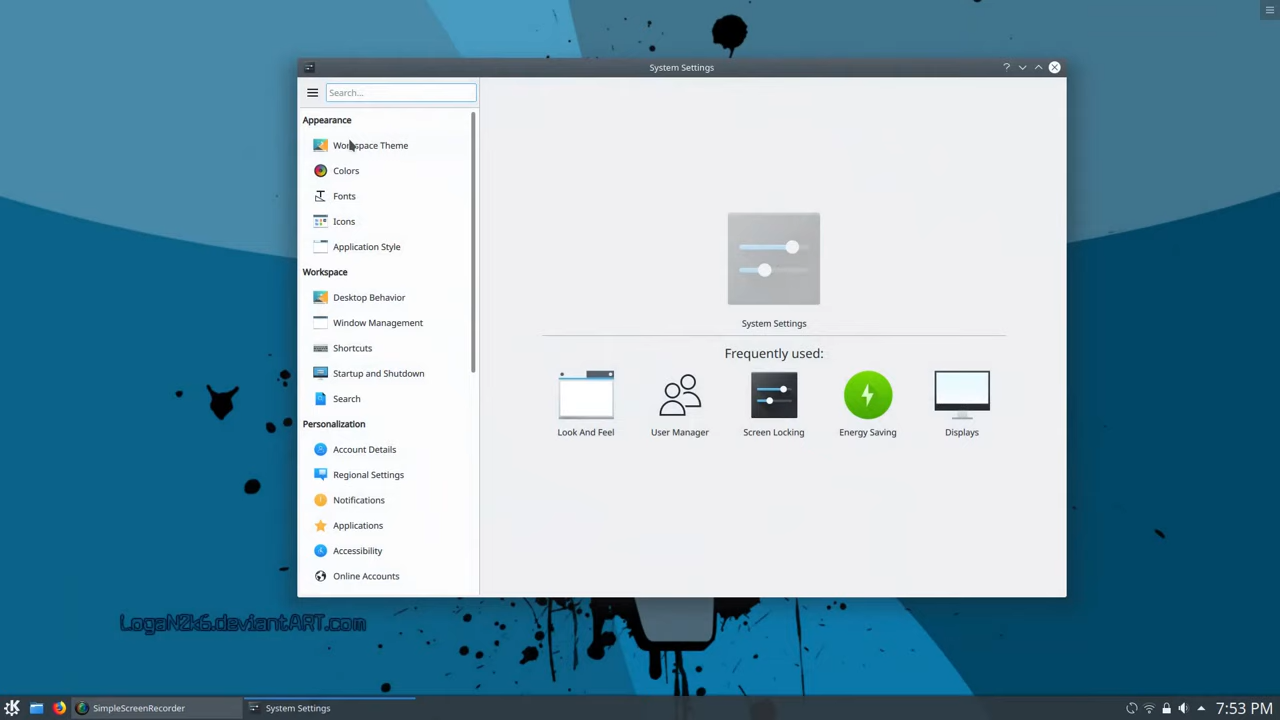 System Settings
?
Search...
Appearance
Workspace Theme
Colors
Fonts
Icons
Application Style
Workspace
Desktop Behavior
Window Management
Shortcuts
Startup and Shutdown
Search
Personalization
Account Details
Regional Settings
Notifications
Applications
Accessibility
Online Accounts
System Settings
Frequently used:
Look And Feel
User Manager
Screen Locking
Energy Saving
Displays
LogaN2k6.deviantART.com
SimpleScreenRecorder
System Settings
7:53 PM